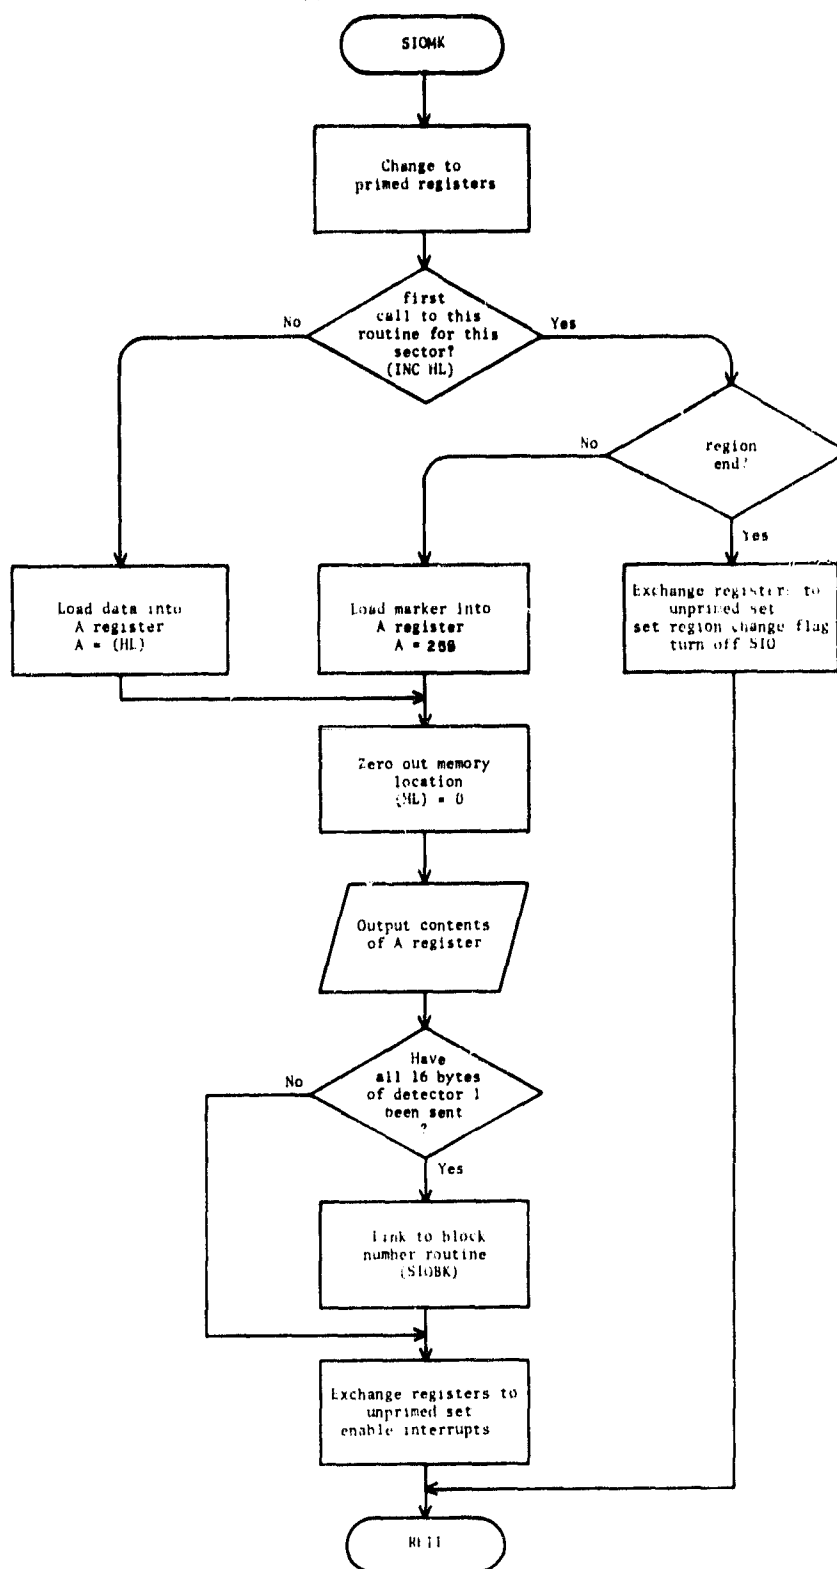 SIOMK
Change to
primed registers
first
call to this
routine for this
sector?
(INC HL)
No
Yes
region
end?
No
Yes
Load data into
A register
A = (HL)
Load marker into
A register
A =
Exchange registers to
unprimed set
set region change flag
turn off SIO
Zero out memory
location
(HL) = 0
Output contents
of A register
Have
all 16 bytes
of detector 1
been sent
?
No
Yes
Link to block
number routine
(SIOBK)
Exchange registers to
unprimed set
enable interrupts
RETI